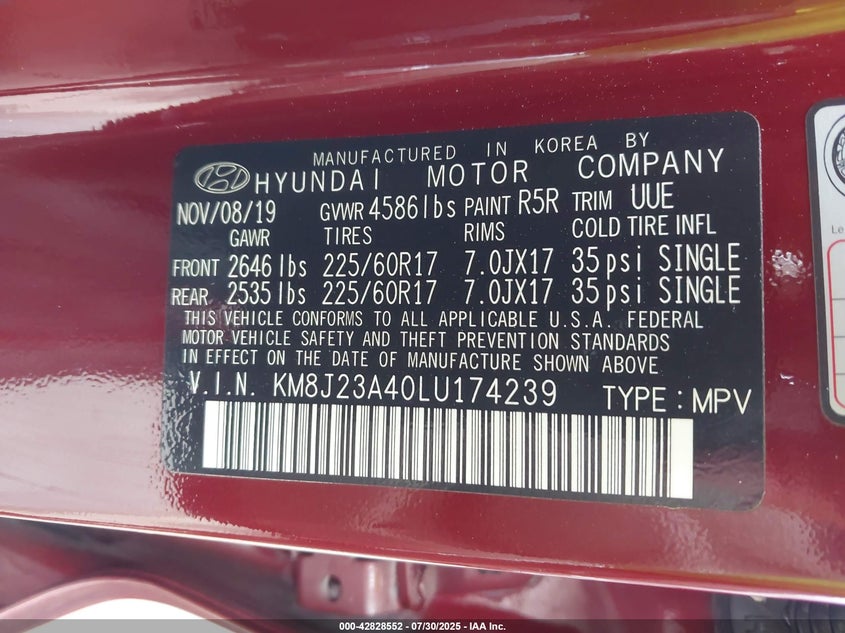 MANUFACTURED IN KOREA BY
HYUNDAI MOTOR COMPANY
NOV/08/19 GVWR 4586lbs PAINT R5R TRIM UUE
GAWR TIRES RIMS COLD TIRE INFL
FRONT 2646lbs 225/60R17 7.0JX17 35psi SINGLE
REAR 2535lbs 225/60R17 7.0JX17 35psi SINGLE
THIS VEHICLE CONFORMS TO ALL APPLICABLE U.S.A. FEDERAL
MOTOR VEHICLE SAFETY AND THEFT PREVENTION STANDARDS
IN EFFECT ON THE DATE OF MANUFACTURE SHOWN ABOVE
V.I.N. KM8J23A40LU174239 TYPE : MPV
Le
000-42828552 - 07/30/2025 - IAA Inc.